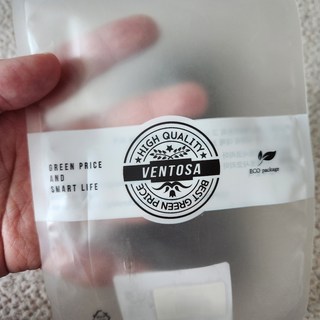 HIGH QUALITY
VENTOSA
BEST GREEN PRICE
GREEN PRICE
AND
SMART LIFE
ECO package